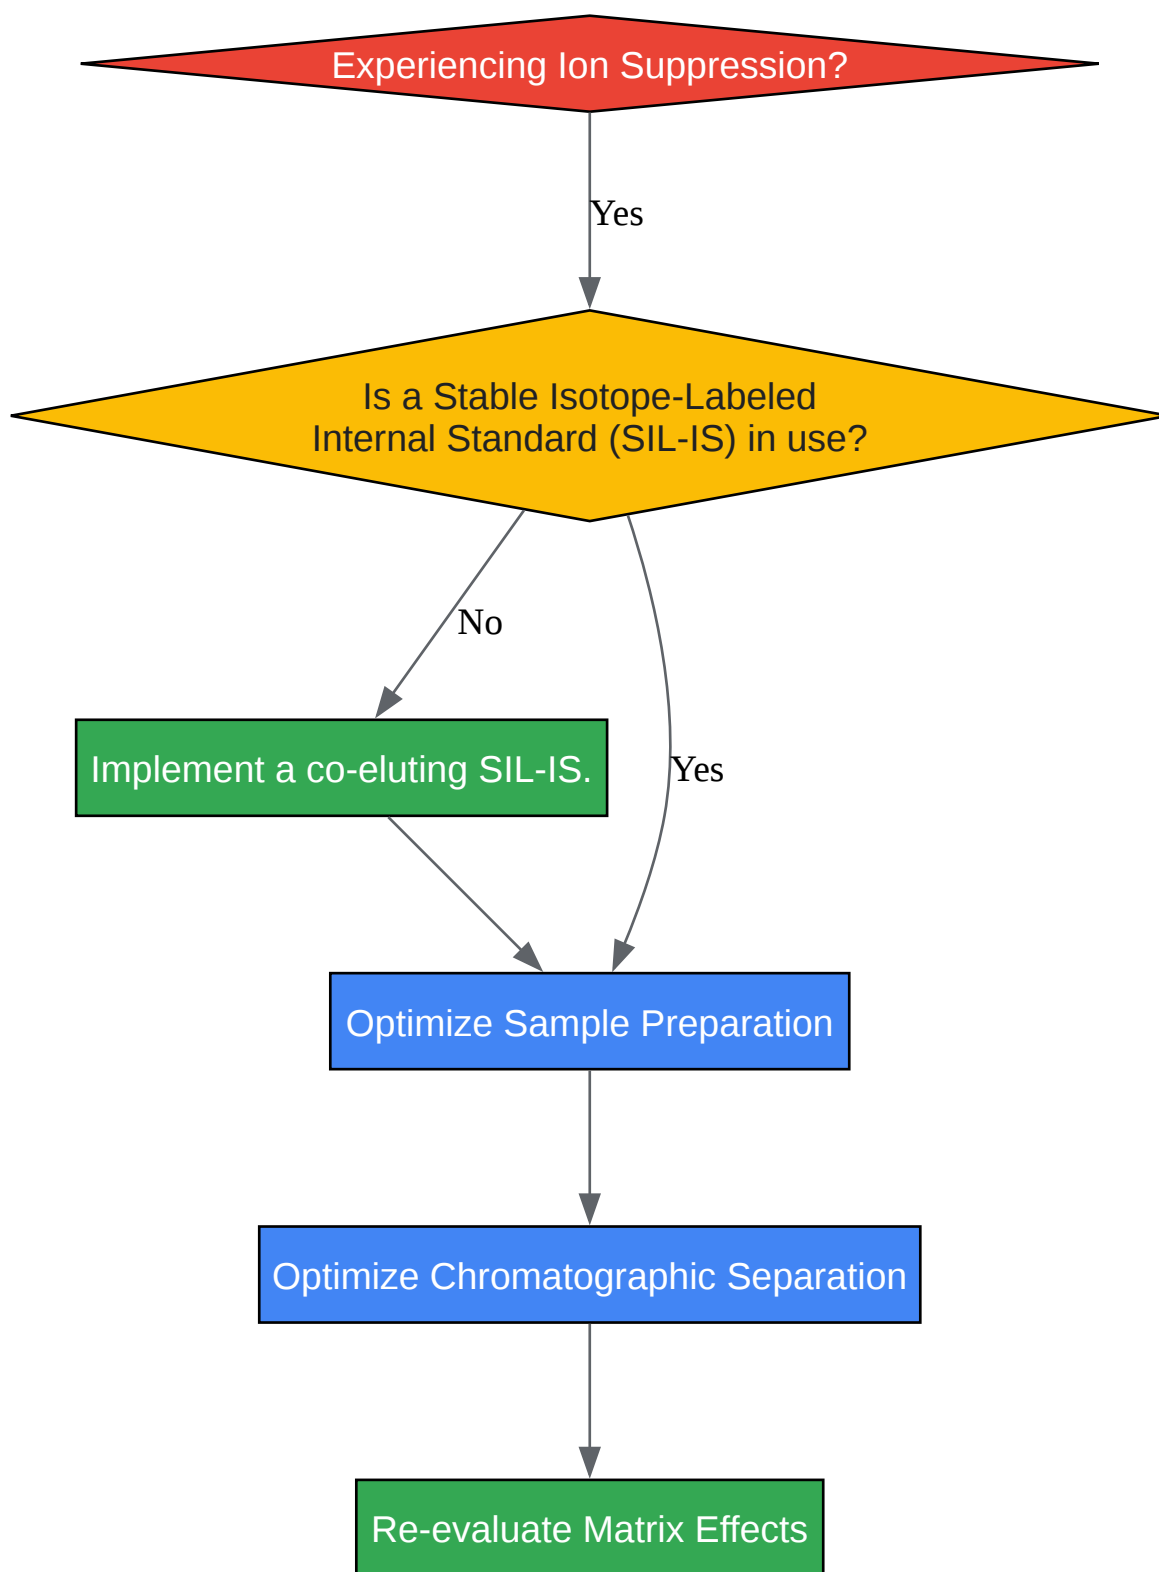 Experiencing Ion Suppression?
Yes
Is a Stable Isotope-Labeled
Internal Standard (SIL-IS) in use?
No
Implement a co-eluting SIL-IS.
Yes
Optimize Sample Preparation
Optimize Chromatographic Separation
Re-evaluate Matrix Effects